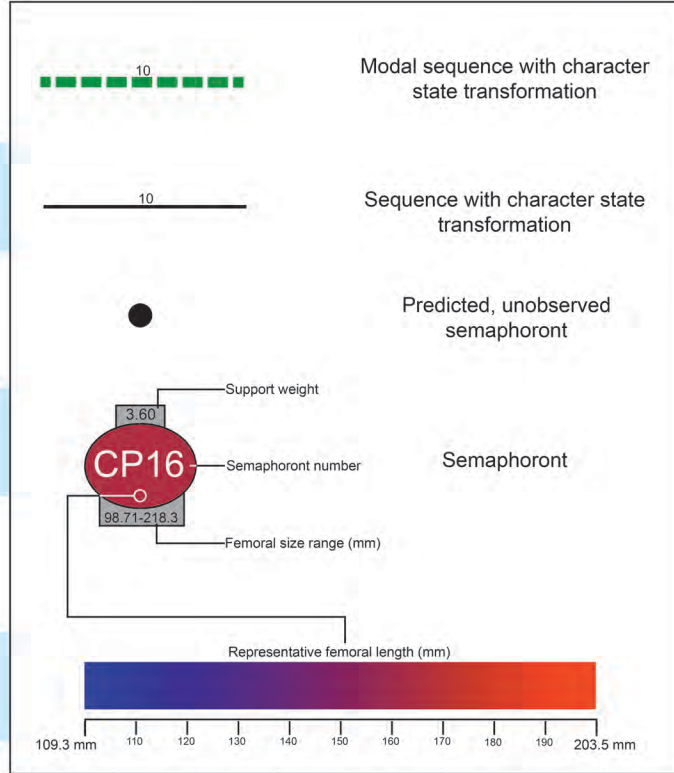 10
Modal sequence with character
state transformation
10
Sequence with character state
transformation
Predicted, unobserved
semaphoront
Support weight
3.60
CP16
Semaphoront number
Semaphoront
98.71-218.3
Femoral size range (mm)
Representative femoral length (mm)
109.3 mm 110 120 130 140 150 160 170 180 190 203.5 mm